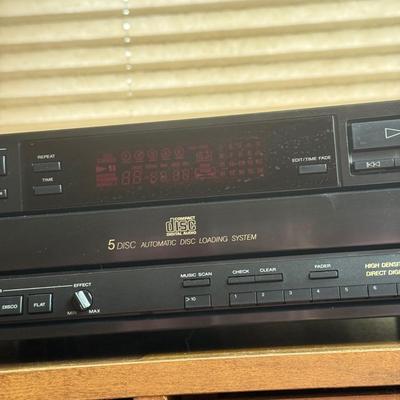 REPEAT
TIME
EDIT/TIME FADE
COMPACT
disc
DIGITAL AUDIO
5 DISC AUTOMATIC DISC LOADING SYSTEM
EFFECT
DISCO
FLAT
MIN
MAX
MUSIC SCAN
CHECK
CLEAR
FADER
>10
1
2
3
4
5
6
HIGH DENSI
DIRECT DIGI